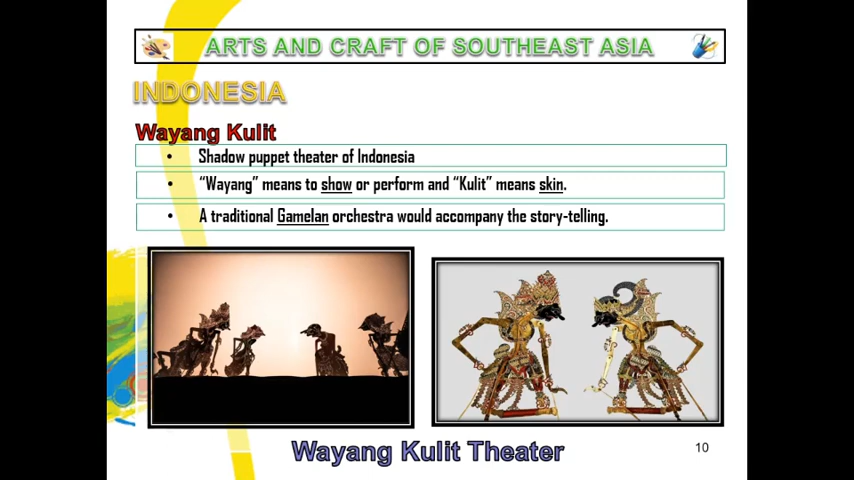 ARTS AND CRAFT OF SOUTHEAST ASIA
INDONESIA
Wayang Kulit
• Shadow puppet theater of Indonesia
• “Wayang” means to show or perform and “Kulit” means skin.
• A traditional Gamelan orchestra would accompany the story-telling.
Wayang Kulit Theater
10